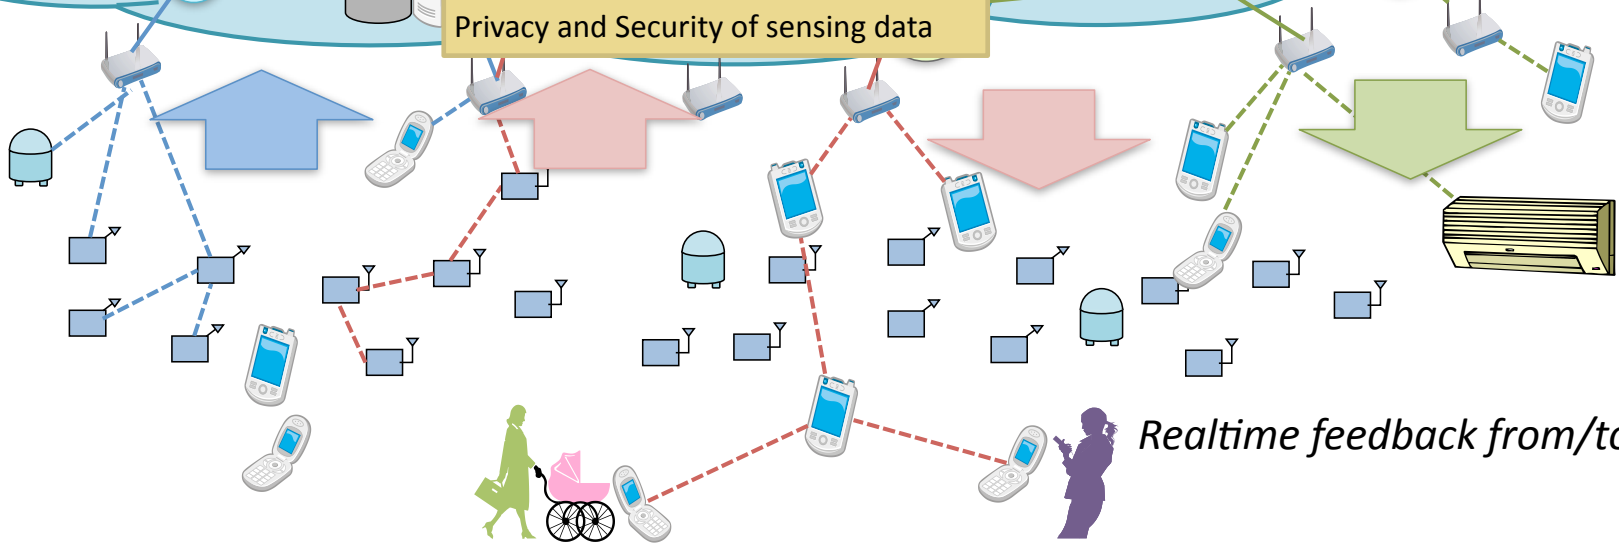 Privacy and Security of sensing data
Realtime feedback from/to